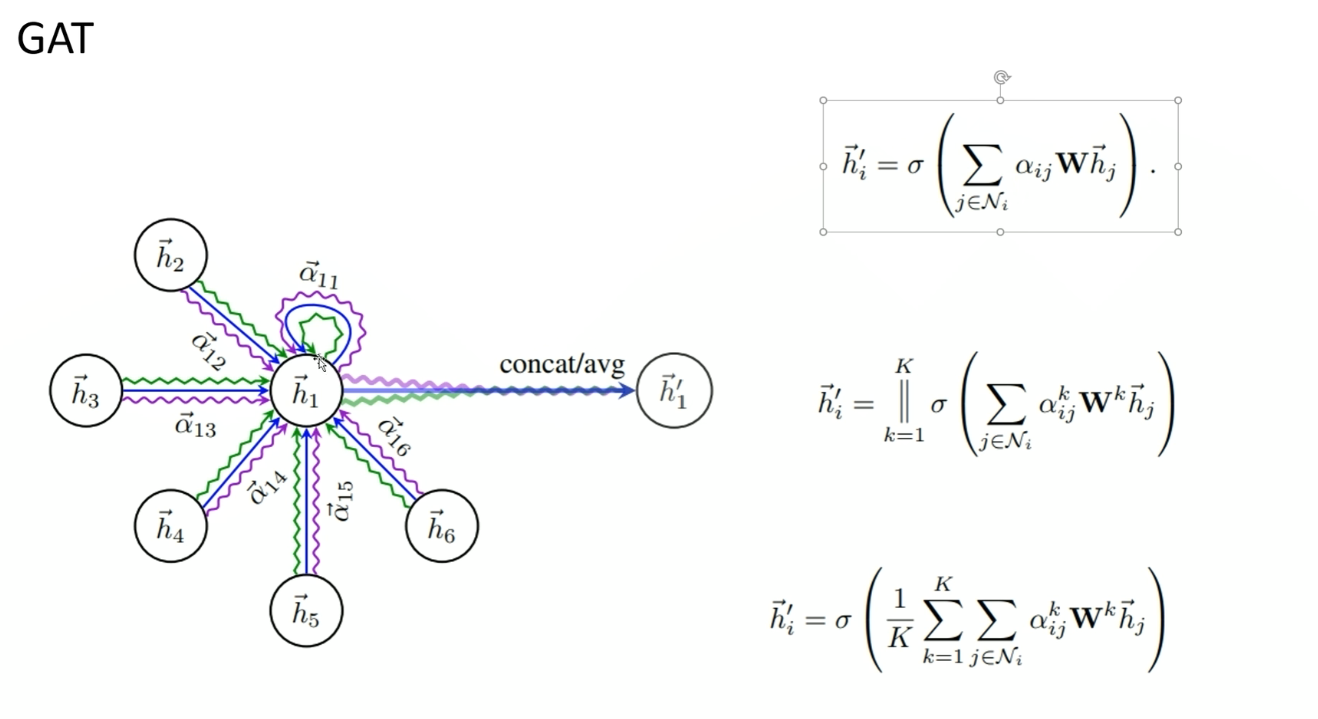 GAT
$\vec{h}'_i = \sigma\left(\sum_{j \in \mathcal{N}_i} \alpha_{ij} \mathbf{W} \vec{h}_j\right).$
$\vec{h}_2$
$\vec{\alpha}_{11}$
$\vec{\alpha}_{12}$
concat/avg
$\vec{h}_3$
$\vec{h}_1$
$\vec{h}'_1$
$\vec{\alpha}_{13}$
$\vec{\alpha}_{16}$
$\vec{h}'_i = \parallel_{k=1}^{K} \sigma\left(\sum_{j \in \mathcal{N}_i} \alpha_{ij}^k \mathbf{W}^k \vec{h}_j\right)$
$\vec{\alpha}_{14}$
$\vec{\alpha}_{15}$
$\vec{h}_4$
$\vec{h}_6$
$\vec{h}_5$
$\vec{h}'_i = \sigma\left(\frac{1}{K} \sum_{k=1}^{K} \sum_{j \in \mathcal{N}_i} \alpha_{ij}^k \mathbf{W}^k \vec{h}_j\right)$